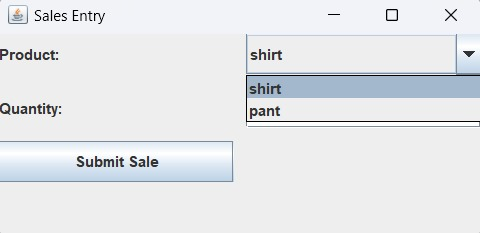 Sales Entry
Product:
shirt
shirt
pant
Quantity:
Submit Sale